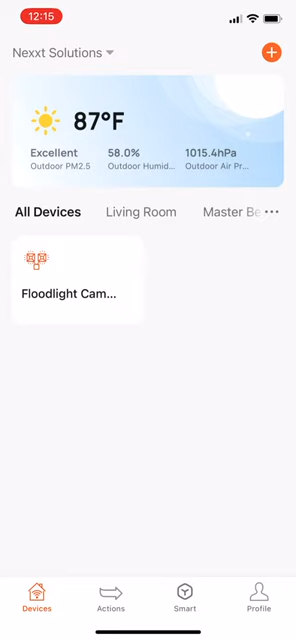 12:15
Nexxt Solutions
87°F
Excellent 58.0% 1015.4hPa
Outdoor PM2.5 Outdoor Humid... Outdoor Air Pr...
All Devices Living Room Master Be
Floodlight Cam...
Devices Actions Smart Profile